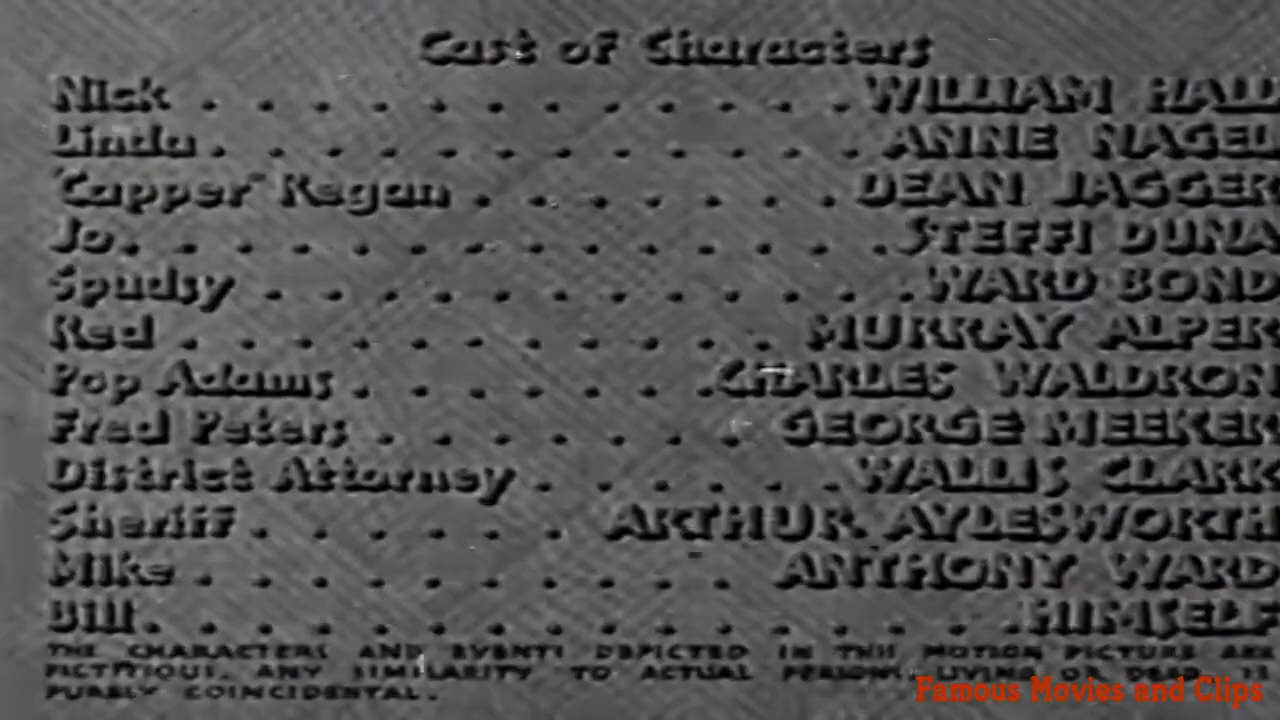 Cast of Characters
Nick . . . . . . . . . . . . WILLIAM HALL
Linda . . . . . . . . . . . . ANNE NAGEL
"Capper" Regan . . . . . . . DEAN JAGGER
Jo . . . . . . . . . . . . . . STEFFI DUNA
Spudsy . . . . . . . . . . . . WARD BOND
Red . . . . . . . . . . . MURRAY ALPER
Pop Adams . . . . . . . CHARLES WALDRON
Fred Peters . . . . . . . GEORGE MEEKER
District Attorney . . . . . . WALLIS CLARK
Sheriff . . . . . . ARTHUR AYLESWORTH
Mike . . . . . . . . . . ANTHONY WARD
Bill . . . . . . . . . . . . . . . . HIMSELF
THE CHARACTERS AND EVENTS DEPICTED IN THIS MOTION PICTURE ARE
FICTITIOUS. ANY SIMILARITY TO ACTUAL PERSONS, LIVING OR DEAD, IS
PURELY COINCIDENTAL.
Famous Movies and Clips